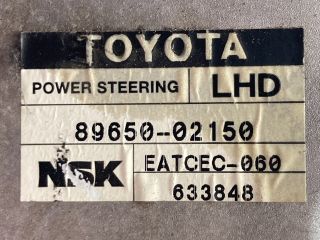 TOYOTA
POWER STEERING LHD
89650-02150
NSK EATCEC-060
633848